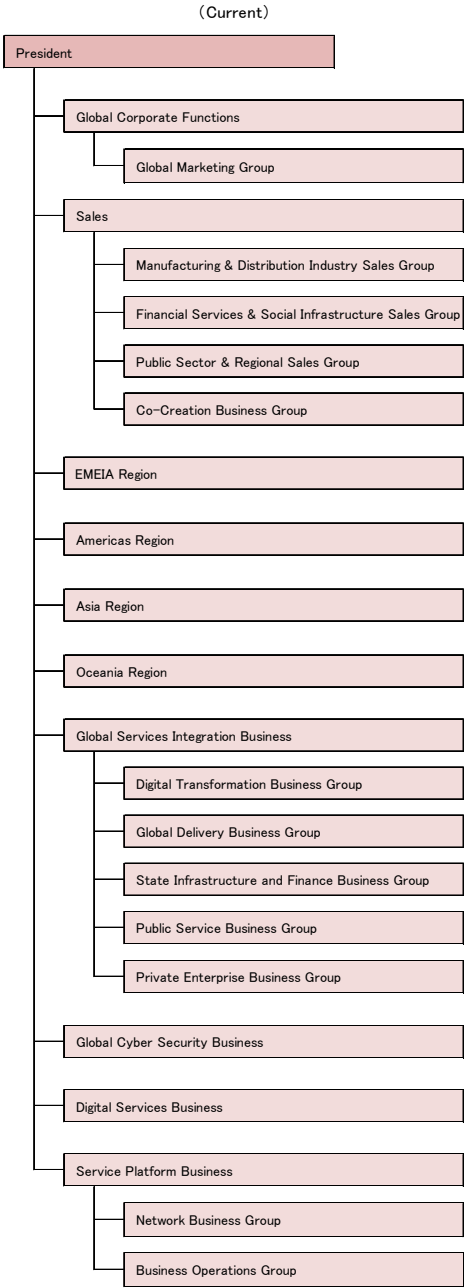 (Current)
President
Global Corporate Functions
Global Marketing Group
Sales
Manufacturing & Distribution Industry Sales Group
Financial Services & Social Infrastructure Sales Group
Public Sector & Regional Sales Group
Co-Creation Business Group
EMEIA Region
Americas Region
Asia Region
Oceania Region
Global Services Integration Business
Digital Transformation Business Group
Global Delivery Business Group
State Infrastructure and Finance Business Group
Public Service Business Group
Private Enterprise Business Group
Global Cyber Security Business
Digital Services Business
Service Platform Business
Network Business Group
Business Operations Group